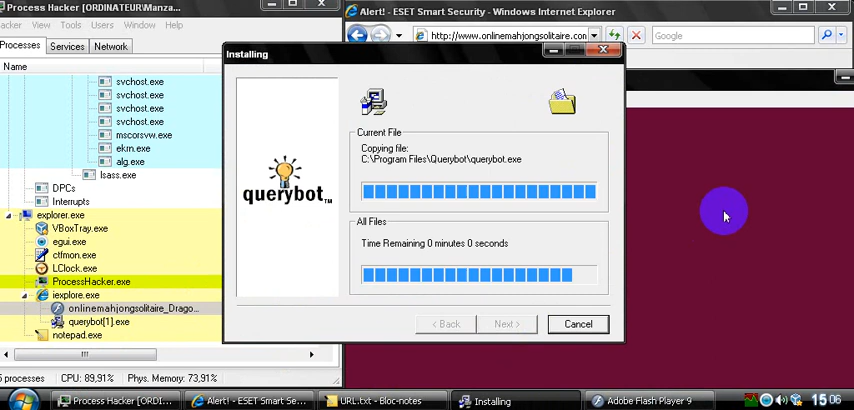 Process Hacker [ORDINATEUR\Manza...
Hacker View Tools Users Window Help
Processes Services Network
Name
svchost.exe
svchost.exe
svchost.exe
svchost.exe
mscorsvw.exe
ekrn.exe
alg.exe
lsass.exe
DPCs
Interrupts
explorer.exe
VBoxTray.exe
egui.exe
ctfmon.exe
LClock.exe
ProcessHacker.exe
iexplore.exe
onlinemahjongsolitaire_Drago...
querybot[1].exe
notepad.exe
5 processes CPU: 89,91% Phys. Memory: 73,91%
Alert! - ESET Smart Security - Windows Internet Explorer
http://www.onlinemahjongsolitaire.con
Google
Installing
querybot™
Current File
Copying file:
C:\Program Files\Querybot\querybot.exe
All Files
Time Remaining 0 minutes 0 seconds
< Back Next > Cancel
Process Hacker [O... Alert! - ESET Smart Sec... URL.txt - Bloc-notes Installing Adobe Flash Player 9 15 06